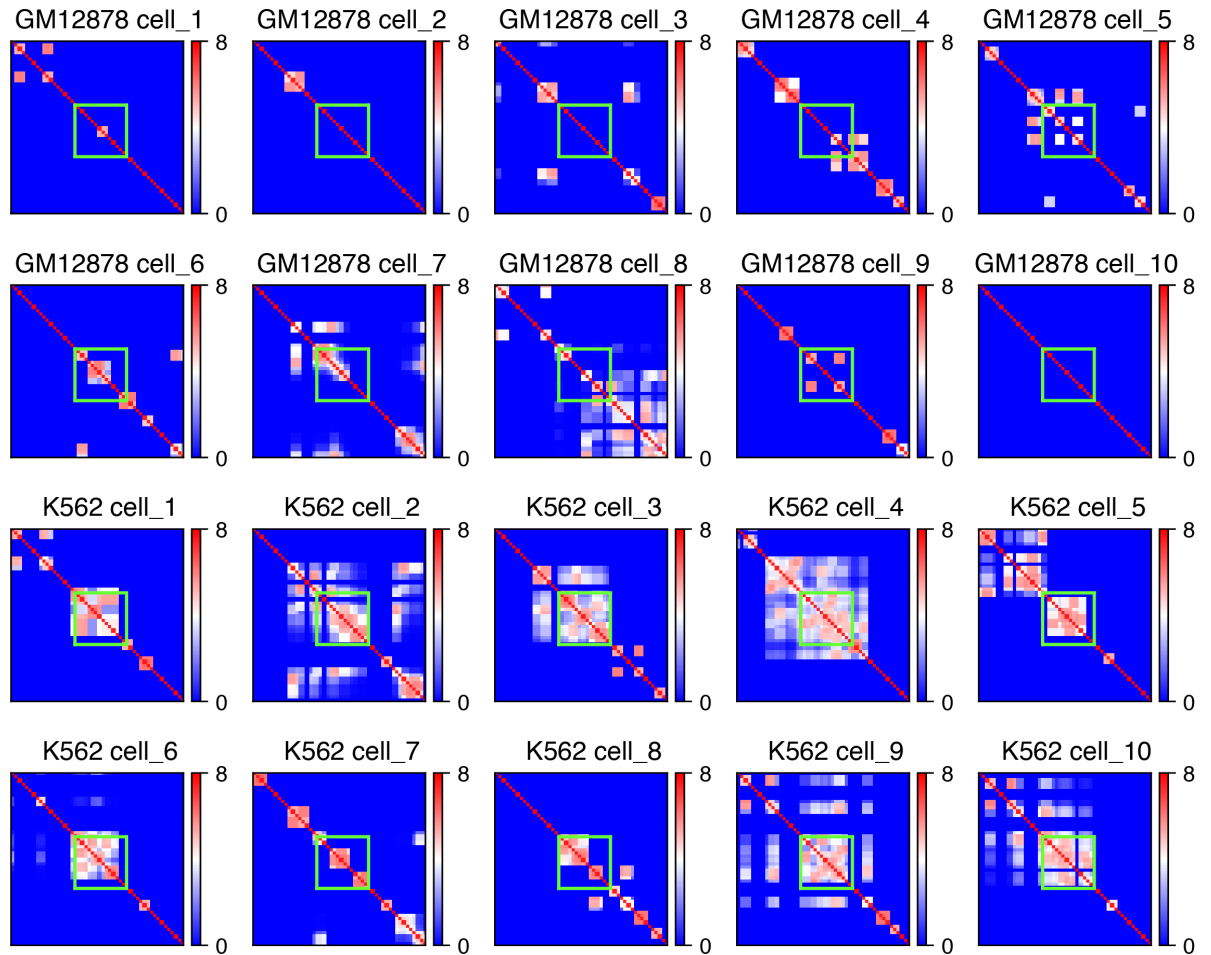 GM12878 cell_1 GM12878 cell_2 GM12878 cell_3 GM12878 cell_4 GM12878 cell_5
8 8 8 8 8
0 0 0 0 0
GM12878 cell_6 GM12878 cell_7 GM12878 cell_8 GM12878 cell_9 GM12878 cell_10
8 8 8 8 8
0 0 0 0 0
K562 cell_1 K562 cell_2 K562 cell_3 K562 cell_4 K562 cell_5
8 8 8 8 8
0 0 0 0 0
K562 cell_6 K562 cell_7 K562 cell_8 K562 cell_9 K562 cell_10
8 8 8 8 8
0 0 0 0 0